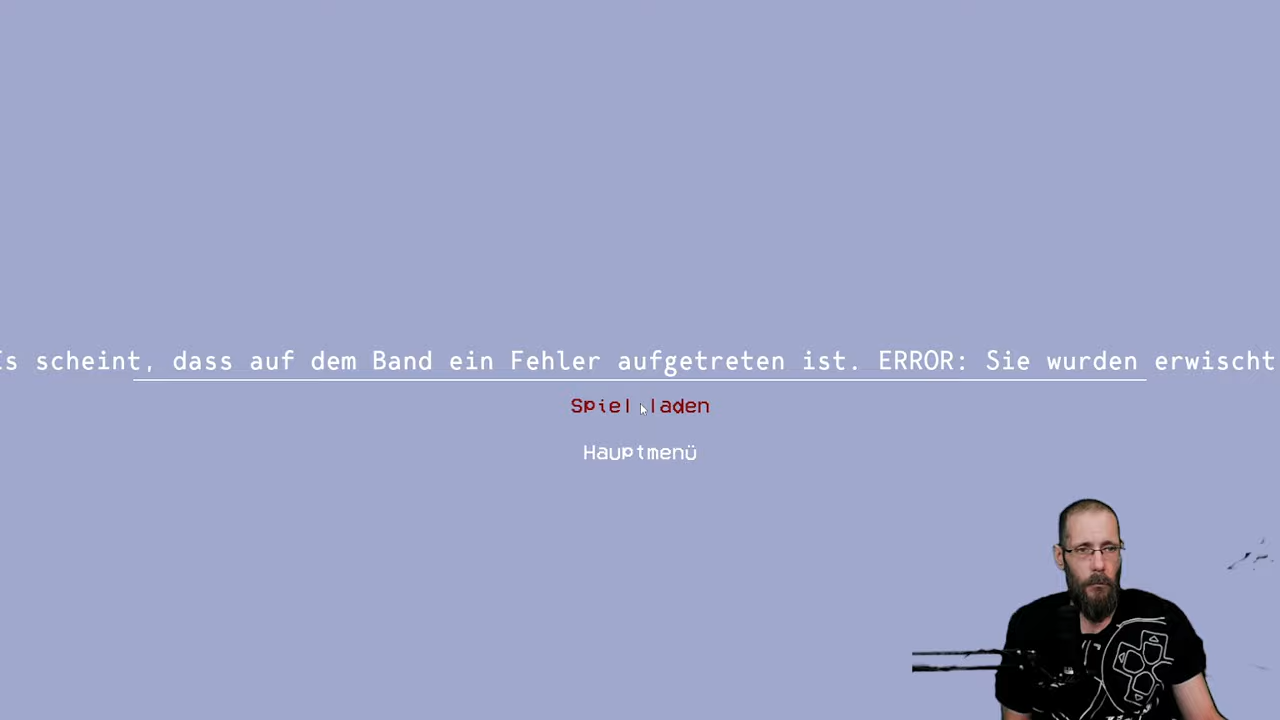 s scheint, dass auf dem Band ein Fehler aufgetreten ist. ERROR: Sie wurden erwischt
Spiel laden
Hauptmenü